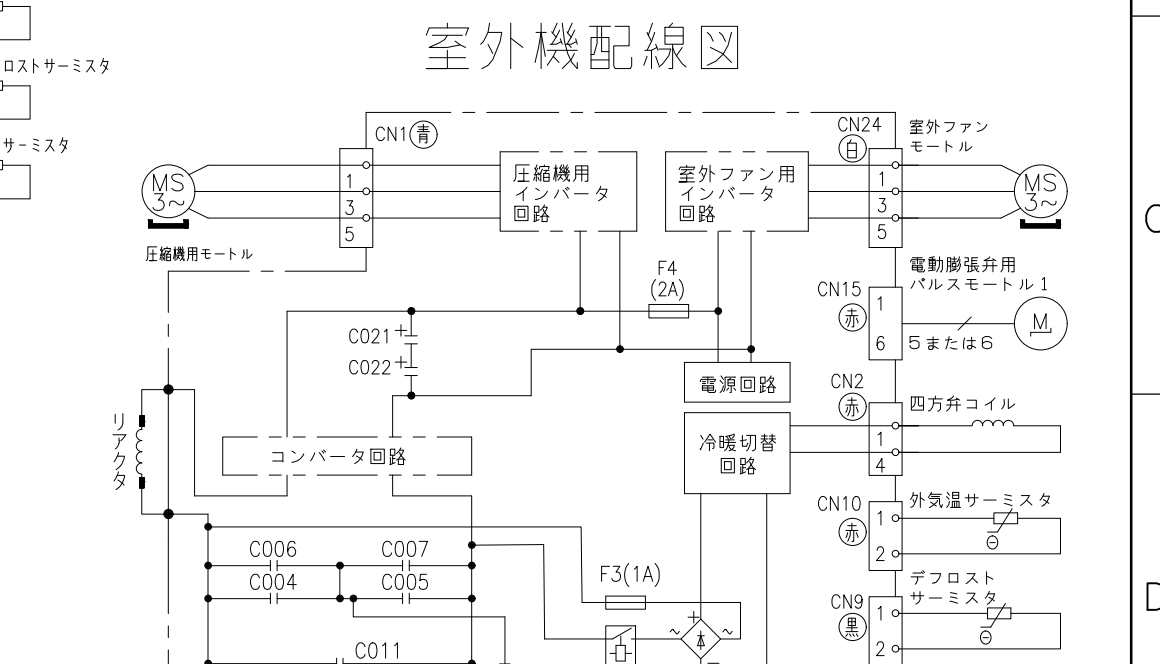 室外機配線図
ロストサーミスタ
サーミスタ
CN1 青
1
3
5
MS
3～
圧縮機用モートル
圧縮機用
インバータ
回路
室外ファン用
インバータ
回路
CN24
白
1
3
5
室外ファン
モートル
MS
3～
F4
(2A)
CN15
赤
1
6
電動膨張弁用
パルスモートル1
5または6
M
C021 +
C022 +
電源回路
CN2
赤
1
4
四方弁コイル
リアクタ
コンバータ回路
冷暖切替
回路
CN10
赤
1
2
外気温サーミスタ
Θ
C006
C007
C004
C005
F3(1A)
CN9
黒
1
2
デフロスト
サーミスタ
Θ
+
～
～
C011
C
D